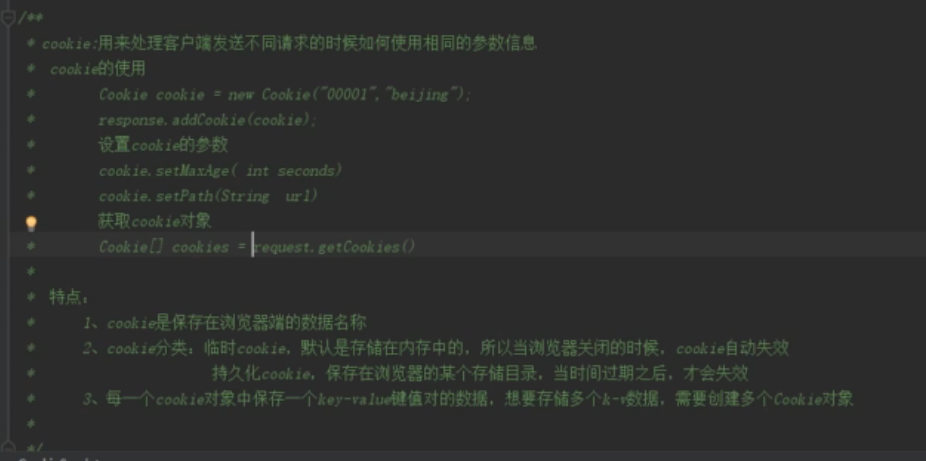 /**
* cookie:用来处理客户端发送不同请求的时候如何使用相同的参数信息
* cookie的使用
* Cookie cookie = new Cookie("00001","beijing");
* response.addCookie(cookie);
* 设置cookie的参数
* cookie.setMaxAge( int seconds)
* cookie.setPath(String url)
* 获取cookie对象
* Cookie[] cookies = request.getCookies()
*
* 特点：
* 1、cookie是保存在浏览器端的数据名称
* 2、cookie分类：临时cookie，默认是存储在内存中的，所以当浏览器关闭的时候，cookie自动失效
* 持久化cookie，保存在浏览器的某个存储目录，当时间过期之后，才会失效
* 3、每一个cookie对象中保存一个key-value键值对的数据，想要存储多个k-v数据，需要创建多个Cookie对象
*
*/